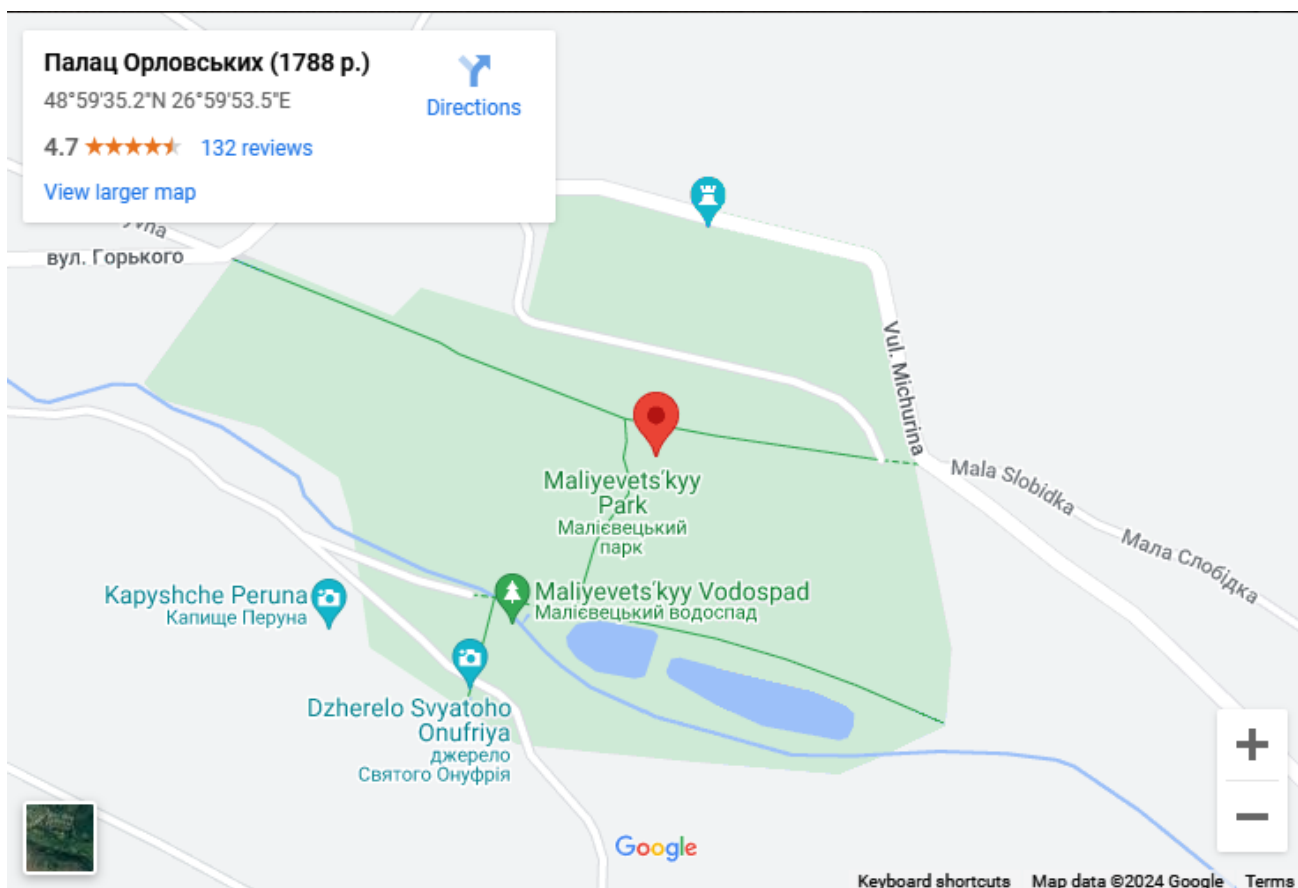 Палац Орловських (1788 р.)
48°59'35.2"N 26°59'53.5"E
Directions
4.7
132 reviews
View larger map
вул. Горького
Vul. Michurina
Mala Slobidka
Мала Слобідка
Maliyevets'kyy
Park
Малієвецький
парк
Kapyshche Peruna
Капище Перуна
Maliyevets'kyy Vodospad
Малієвецький водоспад
Dzherelo Svyatoho
Onufriya
джерело
Святого Онуфрія
Google
Keyboard shortcuts
Map data ©2024 Google
Terms